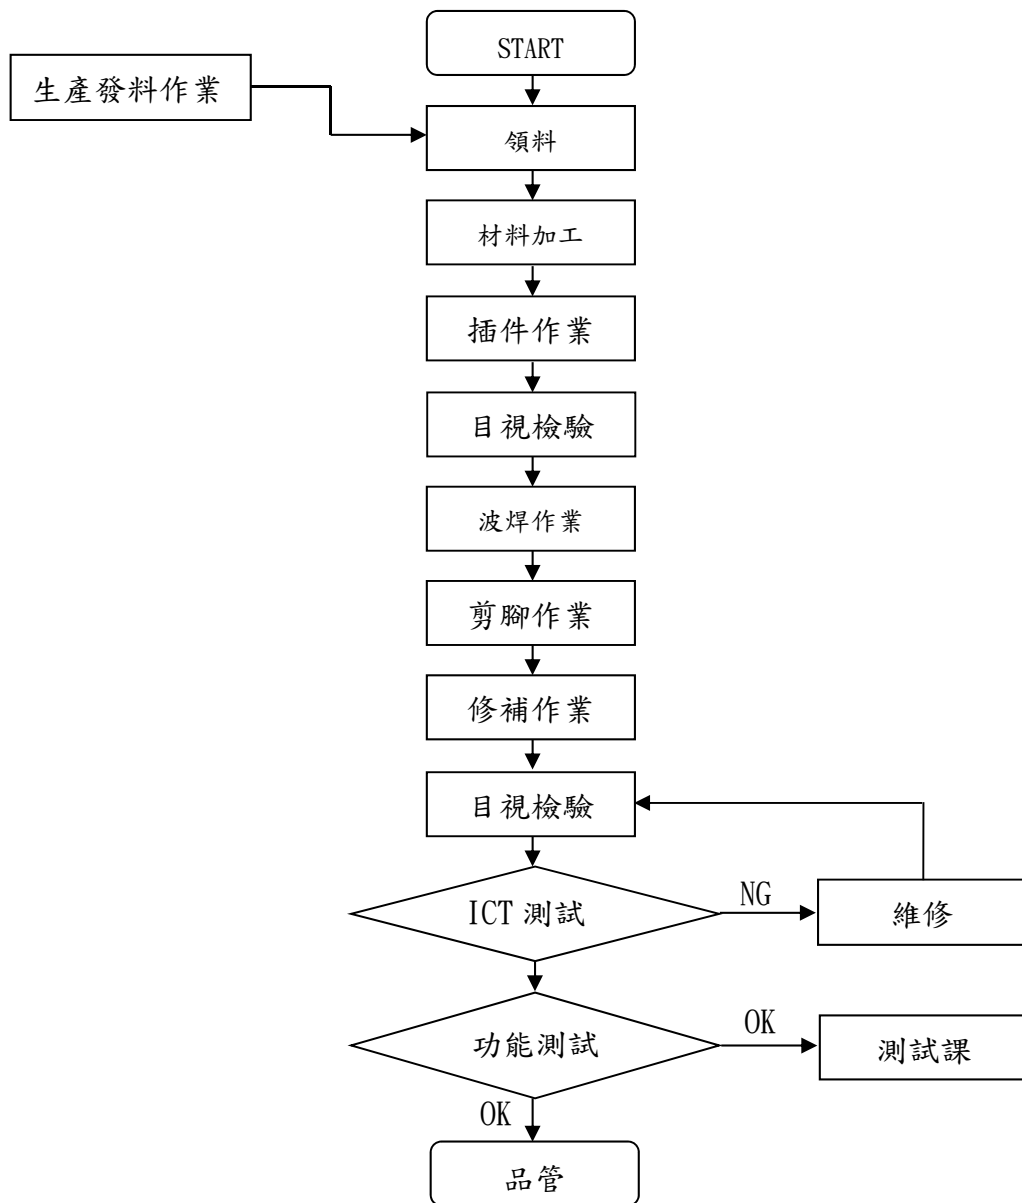 START
生產發料作業
領料
材料加工
插件作業
目視檢驗
波焊作業
剪腳作業
修補作業
目視檢驗
ICT 測試
NG
維修
功能測試
OK
測試課
OK
品管